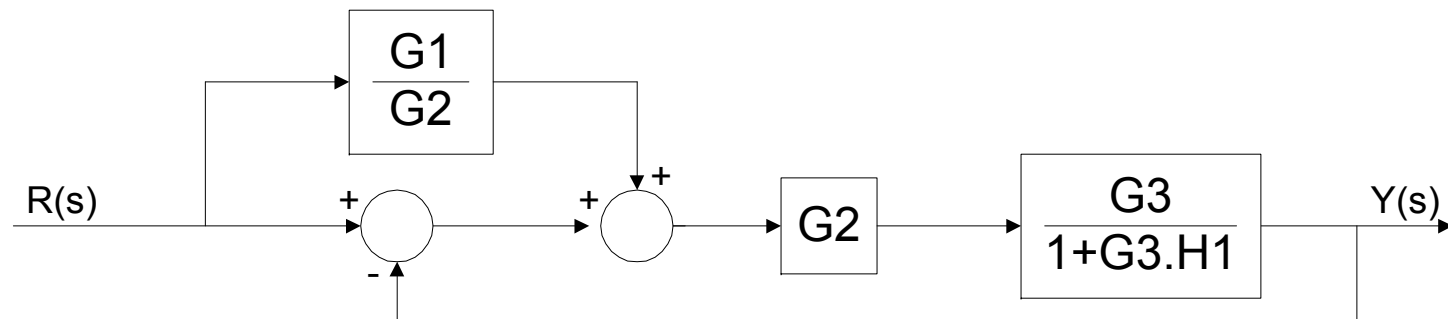 G1
G2
R(s)
+
-
+
+
G2
G3
1+G3.H1
Y(s)